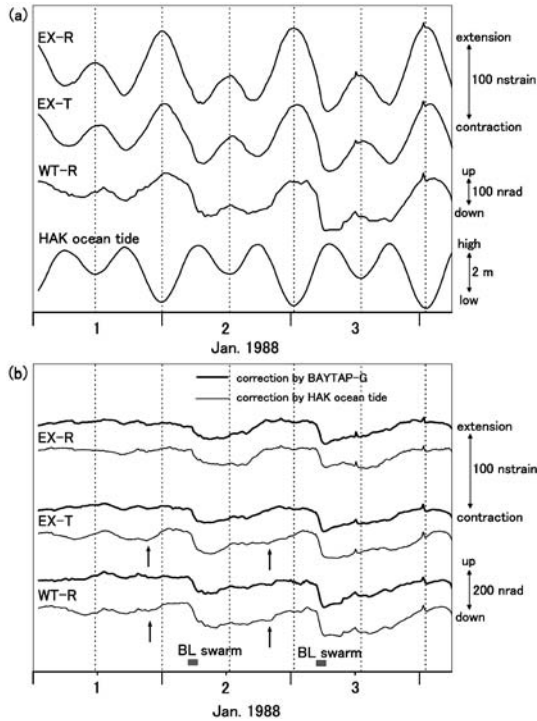 (a)
EX-R
extension
100 nstrain
EX-T
contraction
WT-R
up
100 nrad
down
HAK ocean tide
high
2 m
low
1 2 3
Jan. 1988
(b)
correction by BAYTAP-G
correction by HAK ocean tide
extension
EX-R
100 nstrain
EX-T
contraction
up
200 nrad
WT-R
down
BL swarm BL swarm
1 2 3
Jan. 1988